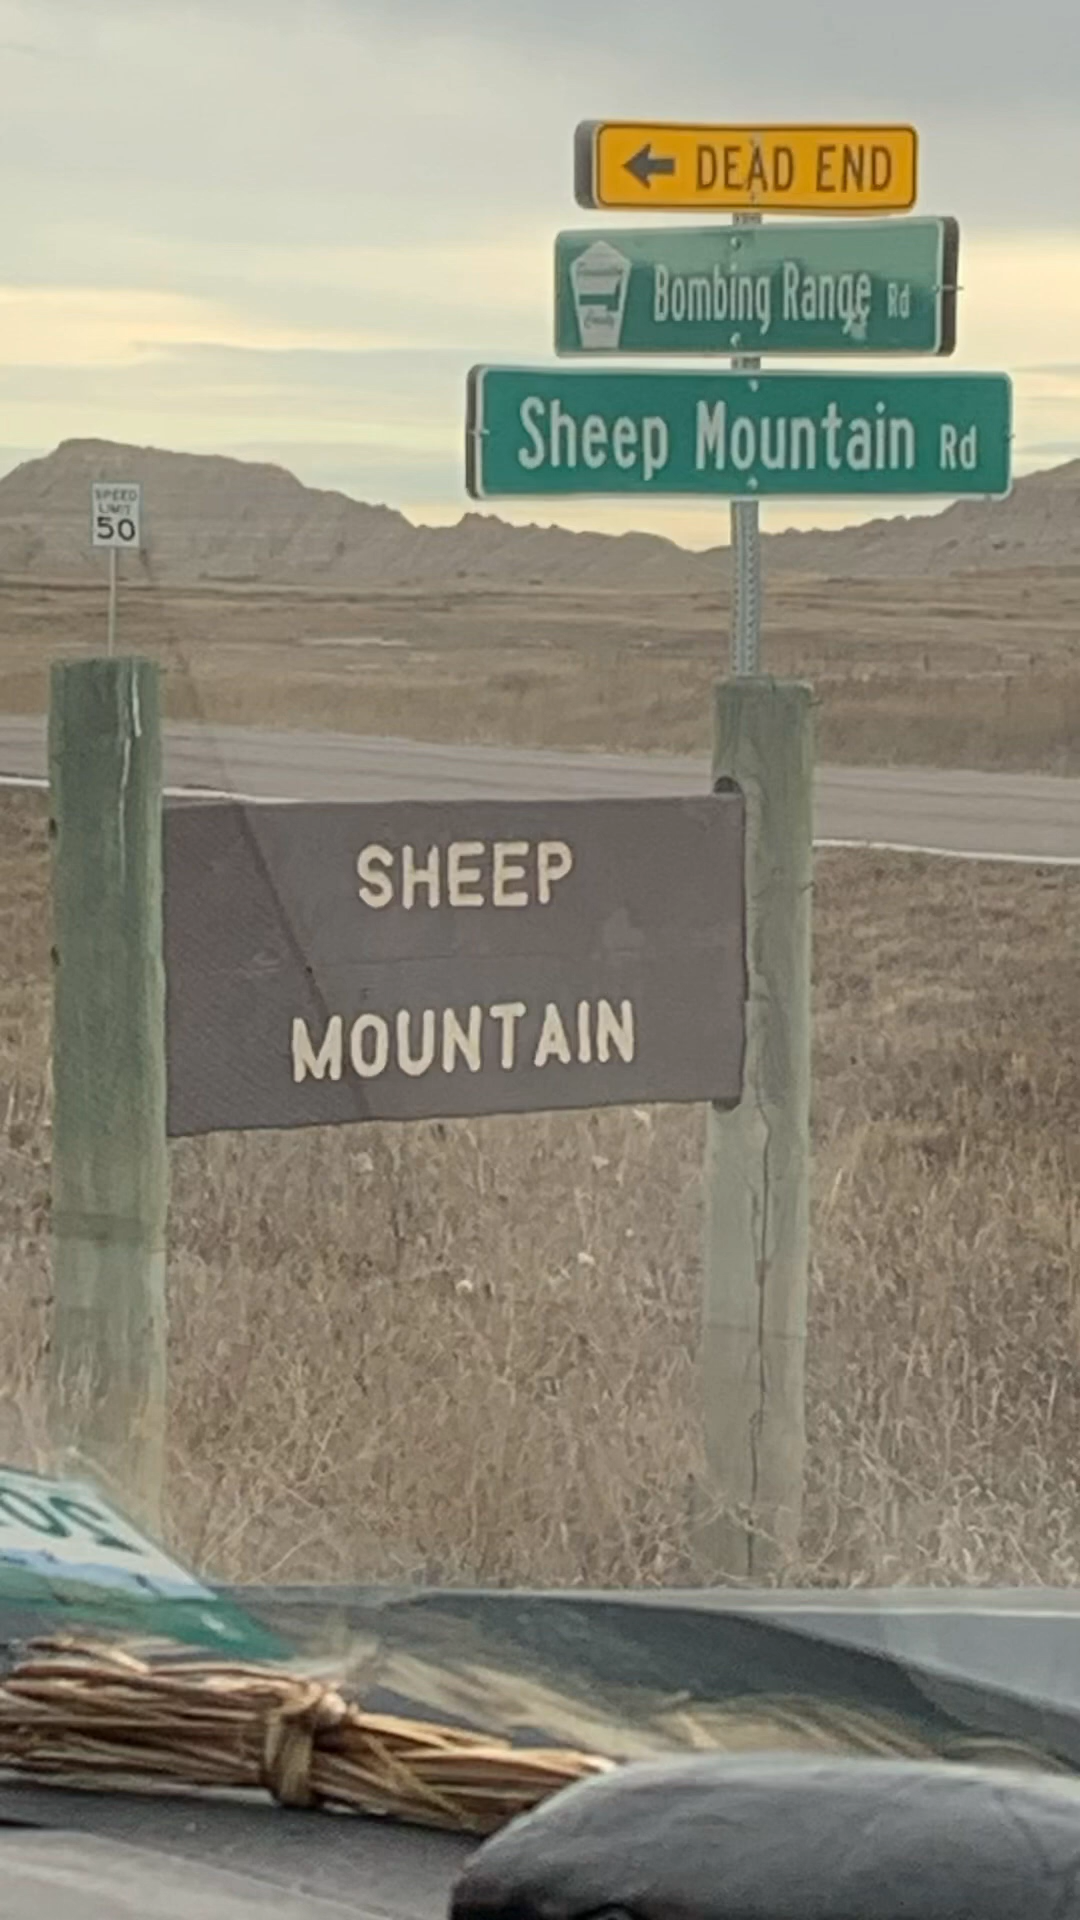 DEAD END
Bombing Range Rd
Sheep Mountain Rd
SPEED
LIMIT
50
SHEEP
MOUNTAIN